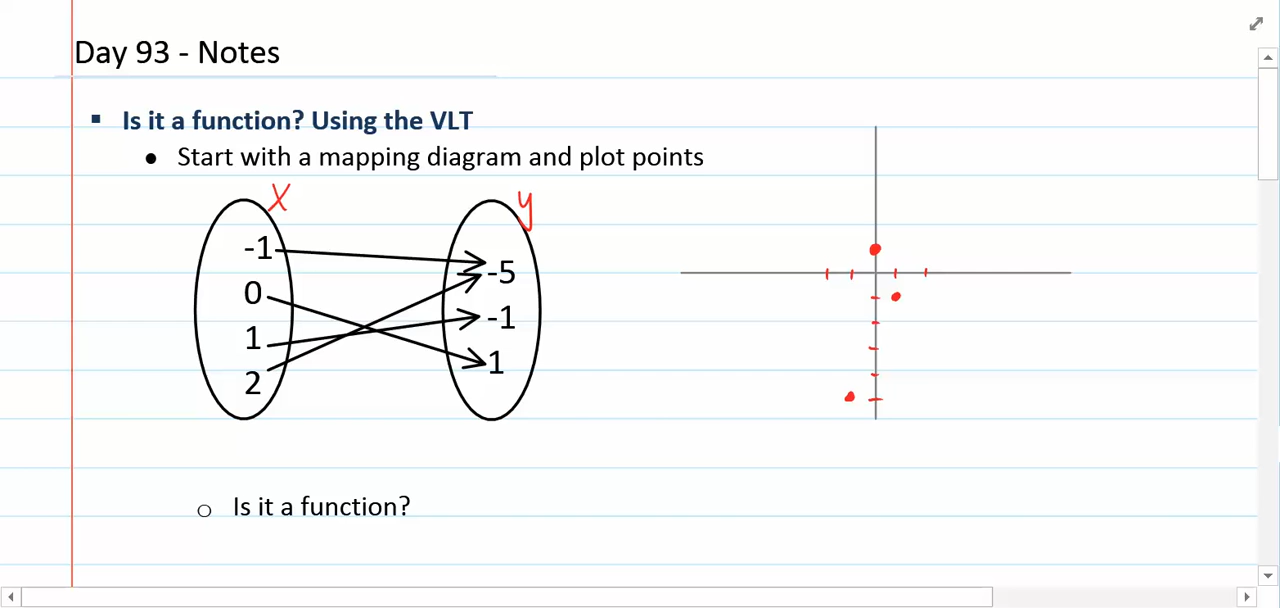 Day 93 - Notes
▪ Is it a function? Using the VLT
● Start with a mapping diagram and plot points
x y
-1
0
1
2
-5
-1
1
o Is it a function?